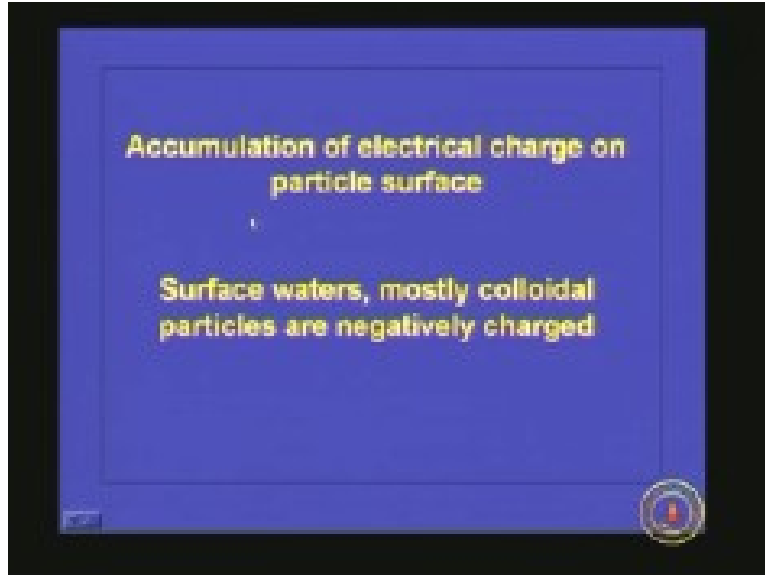 Accumulation of electrical charge on
particle surface
Surface waters, mostly colloidal
particles are negatively charged